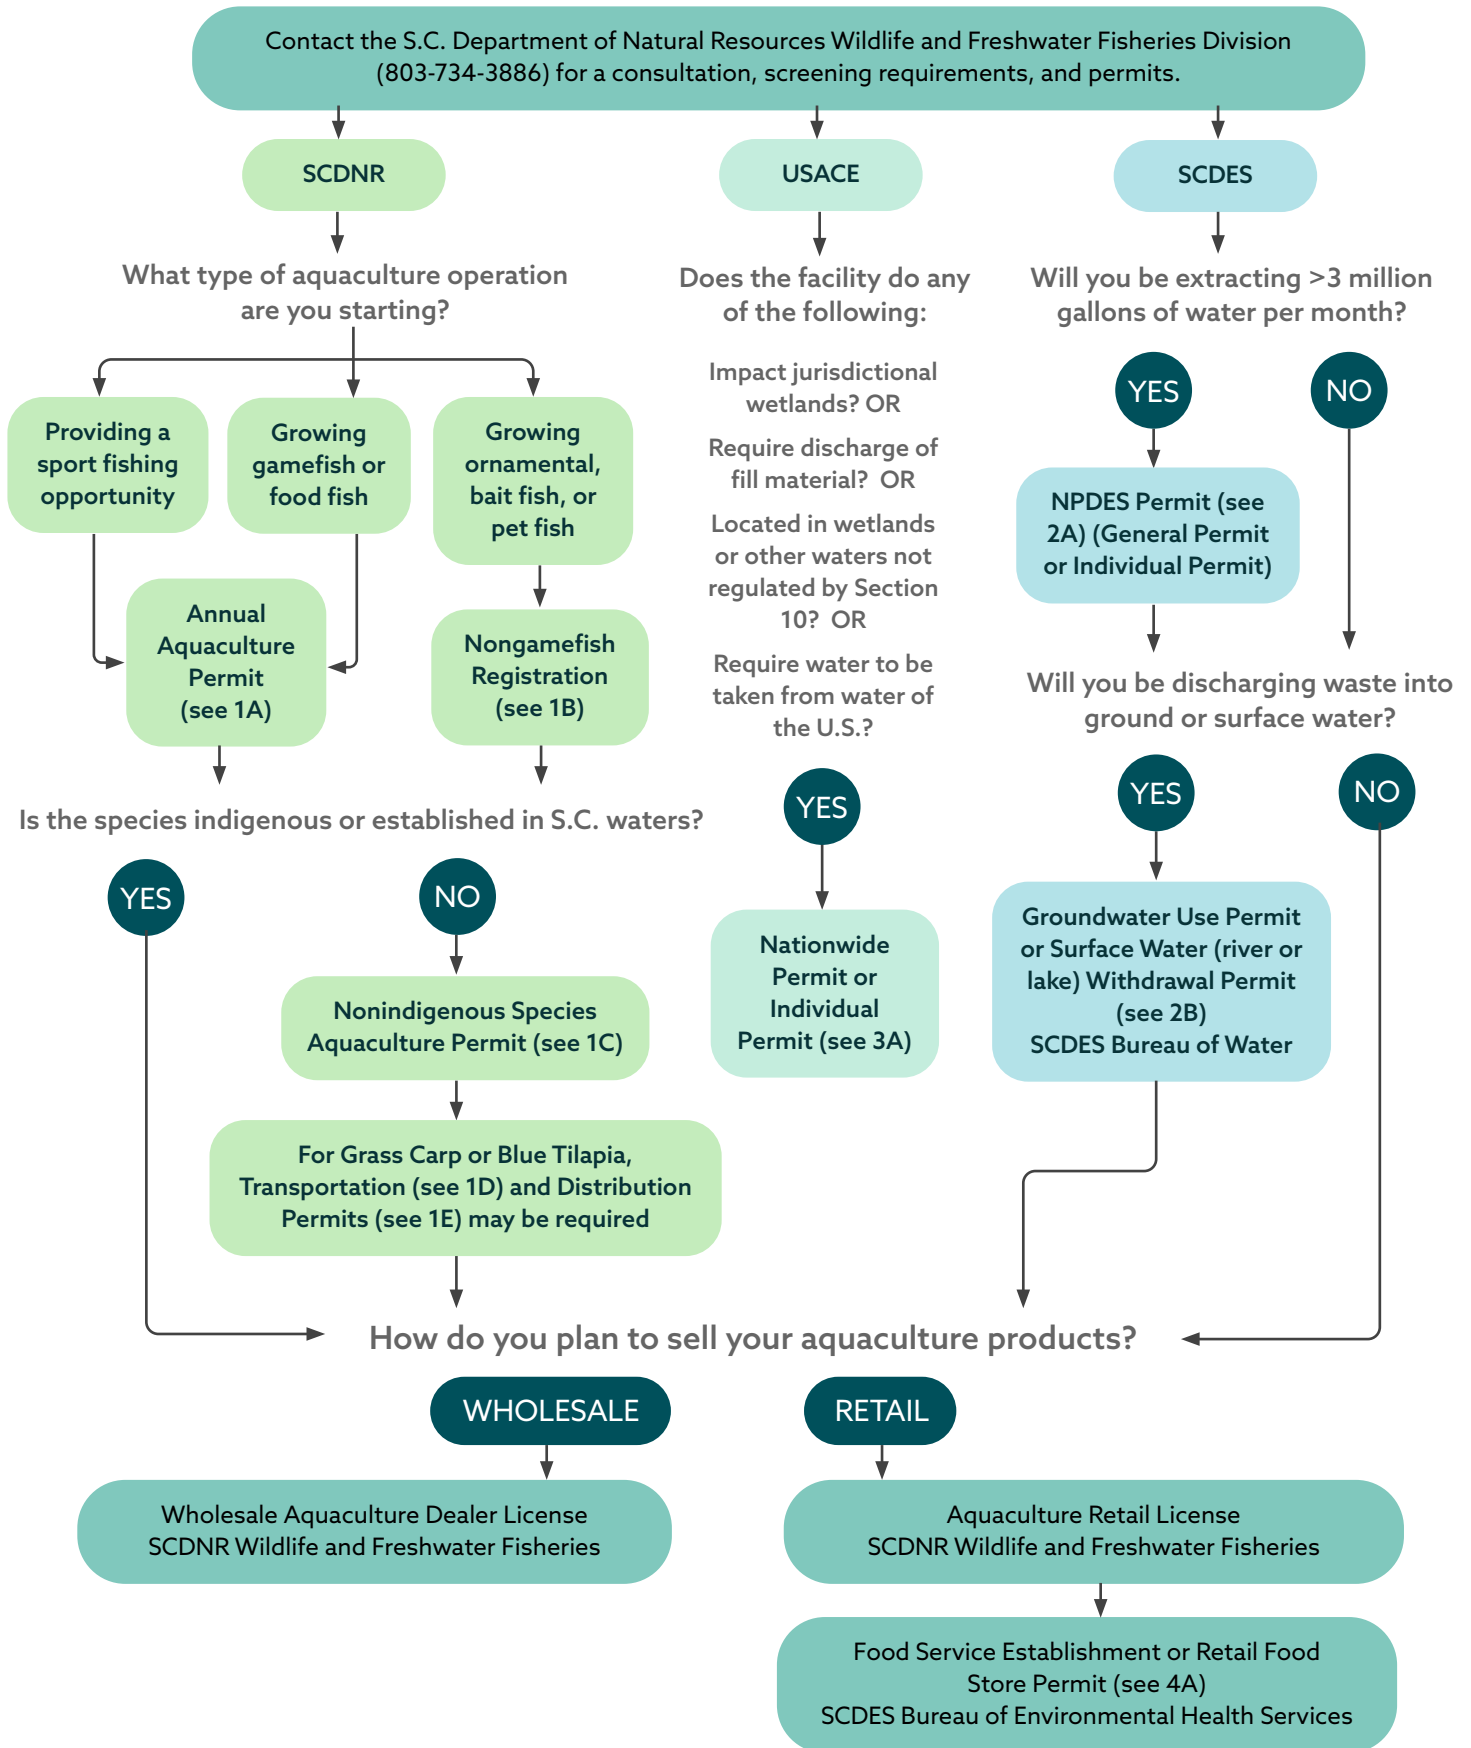 Contact the S.C. Department of Natural Resources Wildlife and Freshwater Fisheries Division
(803-734-3886) for a consultation, screening requirements, and permits.
SCDNR
What type of aquaculture operation
are you starting?
Providing a
sport fishing
opportunity
Growing
gamefish or
food fish
Growing
ornamental,
bait fish, or
pet fish
Annual
Aquaculture
Permit
(see 1A)
Nongamefish
Registration
(see 1B)
Is the species indigenous or established in S.C. waters?
YES
NO
Nonindigenous Species
Aquaculture Permit (see 1C)
For Grass Carp or Blue Tilapia,
Transportation (see 1D) and Distribution
Permits (see 1E) may be required
USACE
Does the facility do any
of the following:
Impact jurisdictional
wetlands? OR
Require discharge of
fill material? OR
Located in wetlands
or other waters not
regulated by Section
10? OR
Require water to be
taken from water of
the U.S.?
YES
Nationwide
Permit or
Individual
Permit (see 3A)
SCDES
Will you be extracting >3 million
gallons of water per month?
YES
NO
NPDES Permit (see
2A) (General Permit
or Individual Permit)
Will you be discharging waste into
ground or surface water?
YES
NO
Groundwater Use Permit
or Surface Water (river or
lake) Withdrawal Permit
(see 2B)
SCDES Bureau of Water
How do you plan to sell your aquaculture products?
WHOLESALE
Wholesale Aquaculture Dealer License
SCDNR Wildlife and Freshwater Fisheries
RETAIL
Aquaculture Retail License
SCDNR Wildlife and Freshwater Fisheries
Food Service Establishment or Retail Food
Store Permit (see 4A)
SCDES Bureau of Environmental Health Services